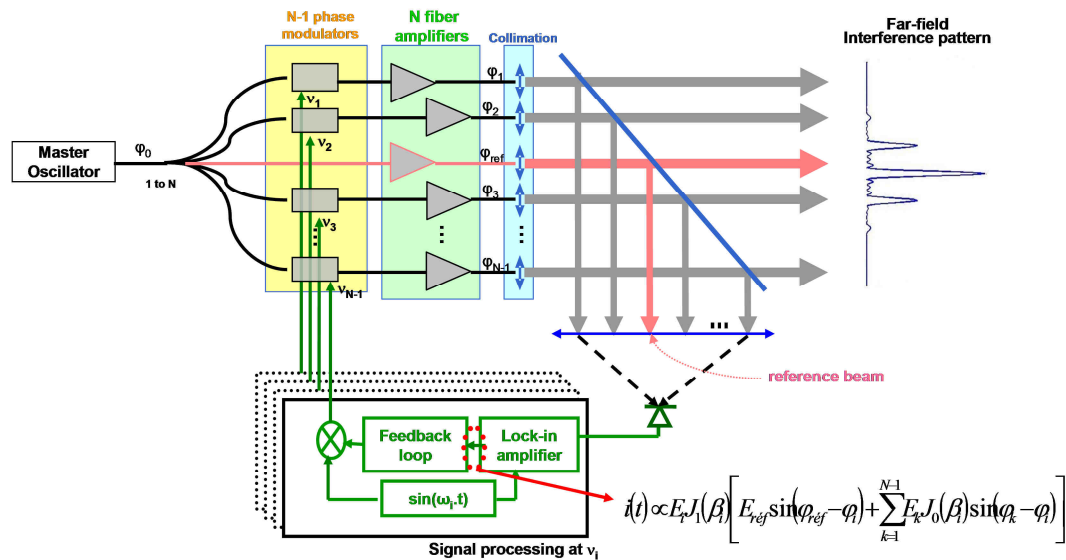 N-1 phase
modulators
N fiber
amplifiers
Collimation
Far-field
Interference pattern
Master
Oscillator
φ0
1 to N
ν1
ν2
ν3
...
νN-1
...
φ1
φ2
φref
φ3
...
φN-1
...
reference beam
Feedback
loop
Lock-in
amplifier
sin(ωi.t)
Signal processing at νi
i(t) ∝ EiJ1(βi)[Eréf sin(φréf-φi)+∑k=1N-1 EkJ0(βi)sin(φk-φi)]